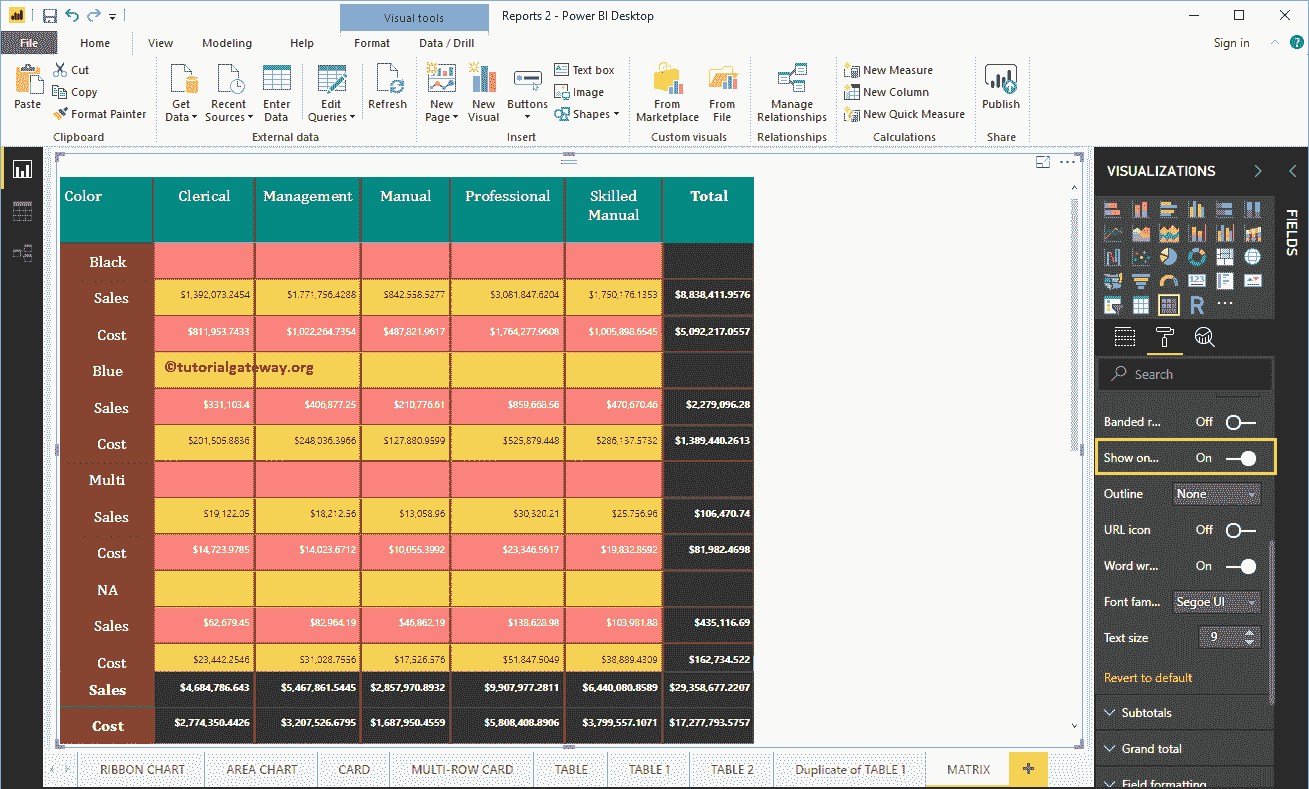 Visual tools
Reports 2 - Power BI Desktop
File Home View Modeling Help Format Data / Drill Sign in
Paste
Cut
Copy
Format Painter
Clipboard
Get Data
Recent Sources
Enter Data
Edit Queries
External data
Refresh
New Page
New Visual
Buttons
Text box
Image
Shapes
Insert
From Marketplace
From File
Custom visuals
Manage Relationships
Relationships
New Measure
New Column
New Quick Measure
Calculations
Publish
Share
Color Clerical Management Manual Professional Skilled Manual Total
Black
Sales $1,392,073.2454 $1,771,756.4288 $842,558.5277 $3,081,847.6204 $1,750,176.1353 $8,838,411.9576
Cost $811,953.7433 $1,022,264.7354 $487,821.9617 $1,764,277.9608 $1,005,898.6545 $5,092,217.0557
Blue
©tutorialgateway.org
Sales $331,103.4 $406,877.25 $210,776.61 $859,668.56 $470,670.46 $2,279,096.28
Cost $201,505.8836 $248,036.3966 $127,880.9599 $525,879.448 $286,137.5732 $1,389,440.2613
Multi
Sales $19,122.05 $18,212.56 $13,058.96 $30,320.21 $25,756.96 $106,470.74
Cost $14,723.9785 $14,023.6712 $10,055.3992 $23,346.5617 $19,832.8592 $81,982.4698
NA
Sales $62,679.45 $82,964.19 $46,862.19 $138,628.98 $103,981.88 $435,116.69
Cost $23,442.2546 $31,028.7556 $17,526.576 $51,847.5049 $38,889.4309 $162,734.522
Sales $4,684,786.643 $5,467,861.5445 $2,857,970.8932 $9,907,977.2811 $6,440,080.8589 $29,358,677.2207
Cost $2,774,350.4426 $3,207,526.6795 $1,687,950.4559 $5,808,408.8906 $3,799,557.1071 $17,277,793.5757
VISUALIZATIONS
FIELDS
123
R
Search
Banded r... Off
Show on... On
Outline None
URL icon Off
Word wr... On
Font fam... Segoe UI
Text size 9
Revert to default
Subtotals
Grand total
Field formatting
RIBBON CHART AREA CHART CARD MULTI-ROW CARD TABLE TABLE 1 TABLE 2 Duplicate of TABLE 1 MATRIX